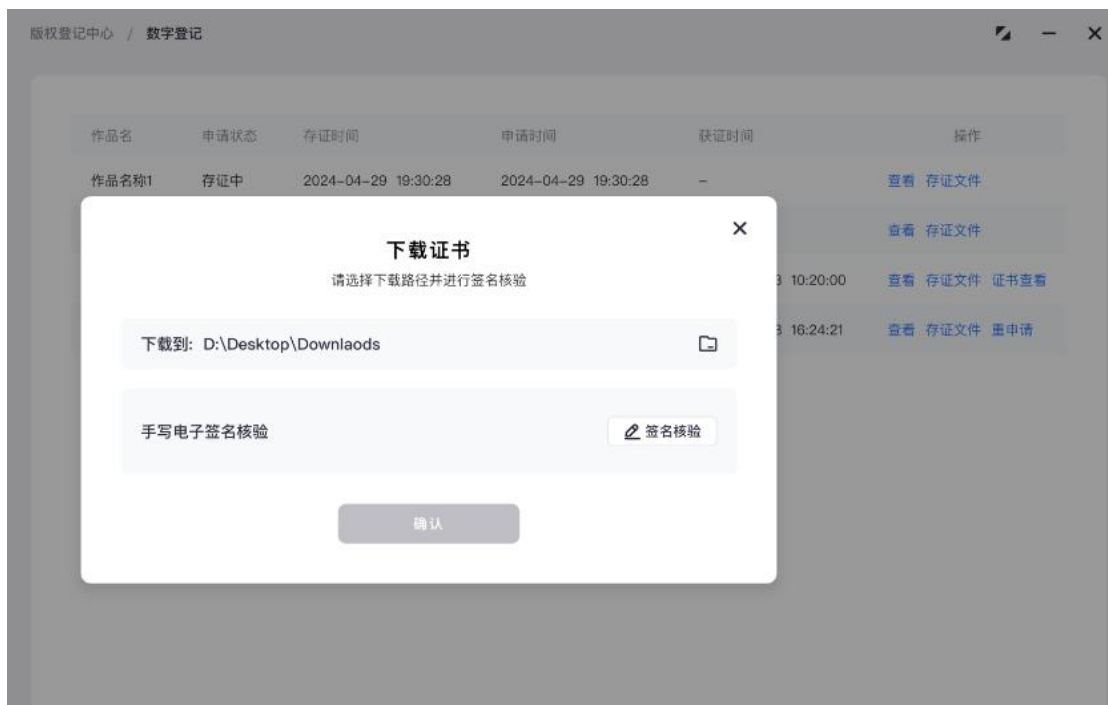 版权登记中心 / 数字登记
作品名 申请状态 存证时间 申请时间 获证时间 操作
作品名称1 存证中 2024-04-29 19:30:28 2024-04-29 19:30:28 - 查看 存证文件
查看 存证文件
10:20:00 查看 存证文件 证书查看
16:24:21 查看 存证文件 重申请
下载证书
请选择下载路径并进行签名核验
下载到: D:\Desktop\Downlaods
手写电子签名核验 签名核验
确认